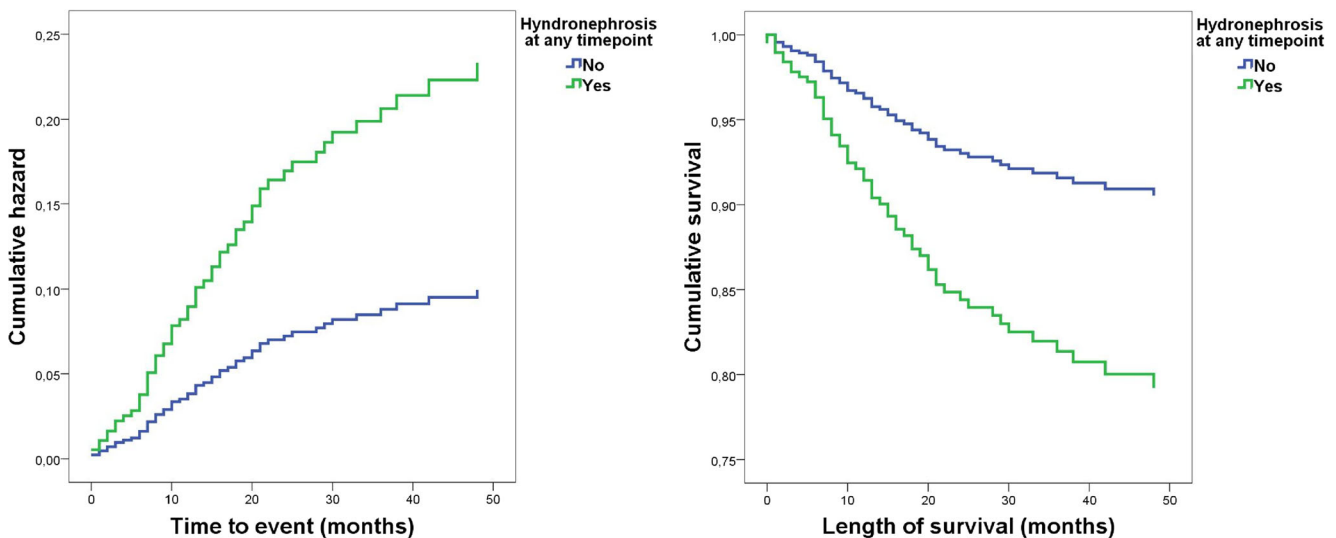 Hyndronephrosis
at any timepoint
No
Yes
0,25
0,20
0,15
0,10
0,05
0,00
Cumulative hazard
0
10
20
30
40
50
Time to event (months)
Hydronephrosis
at any timepoint
No
Yes
1,00
0,95
0,90
0,85
0,80
0,75
Cumulative survival
0
10
20
30
40
50
Length of survival (months)